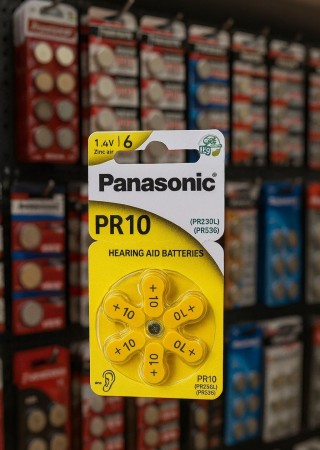 1.4V | 6
Zinc air
Panasonic
PR10
(PR230L)
(PR536)
HEARING AID BATTERIES
+ 10
+ 10
10 +
+ 10
10 +
10 +
PR10
(PR230L)
(PR536)